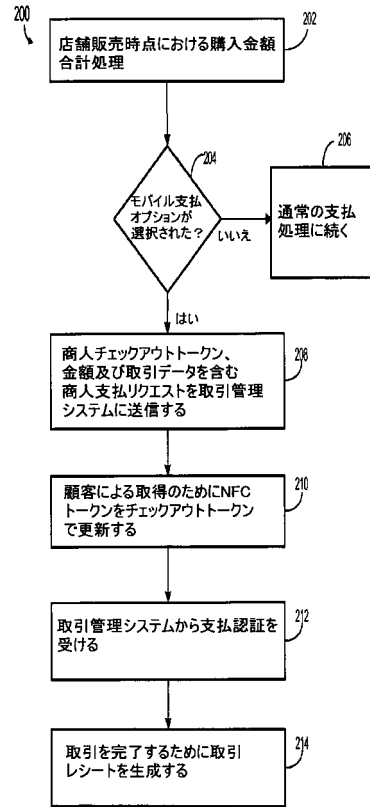 200
店舗販売時点における購入金額
合計処理
202
204
モバイル支払
オプションが
選択された?
いいえ
206
通常の支払
処理に続く
はい
商人チェックアウトトークン、
金額及び取引データを含む
商人支払リクエストを取引管理
システムに送信する
208
顧客による取得のためにNFC
トークンをチェックアウトトークン
で更新する
210
取引管理システムから支払認証を
受ける
212
取引を完了するために取引
レシートを生成する
214